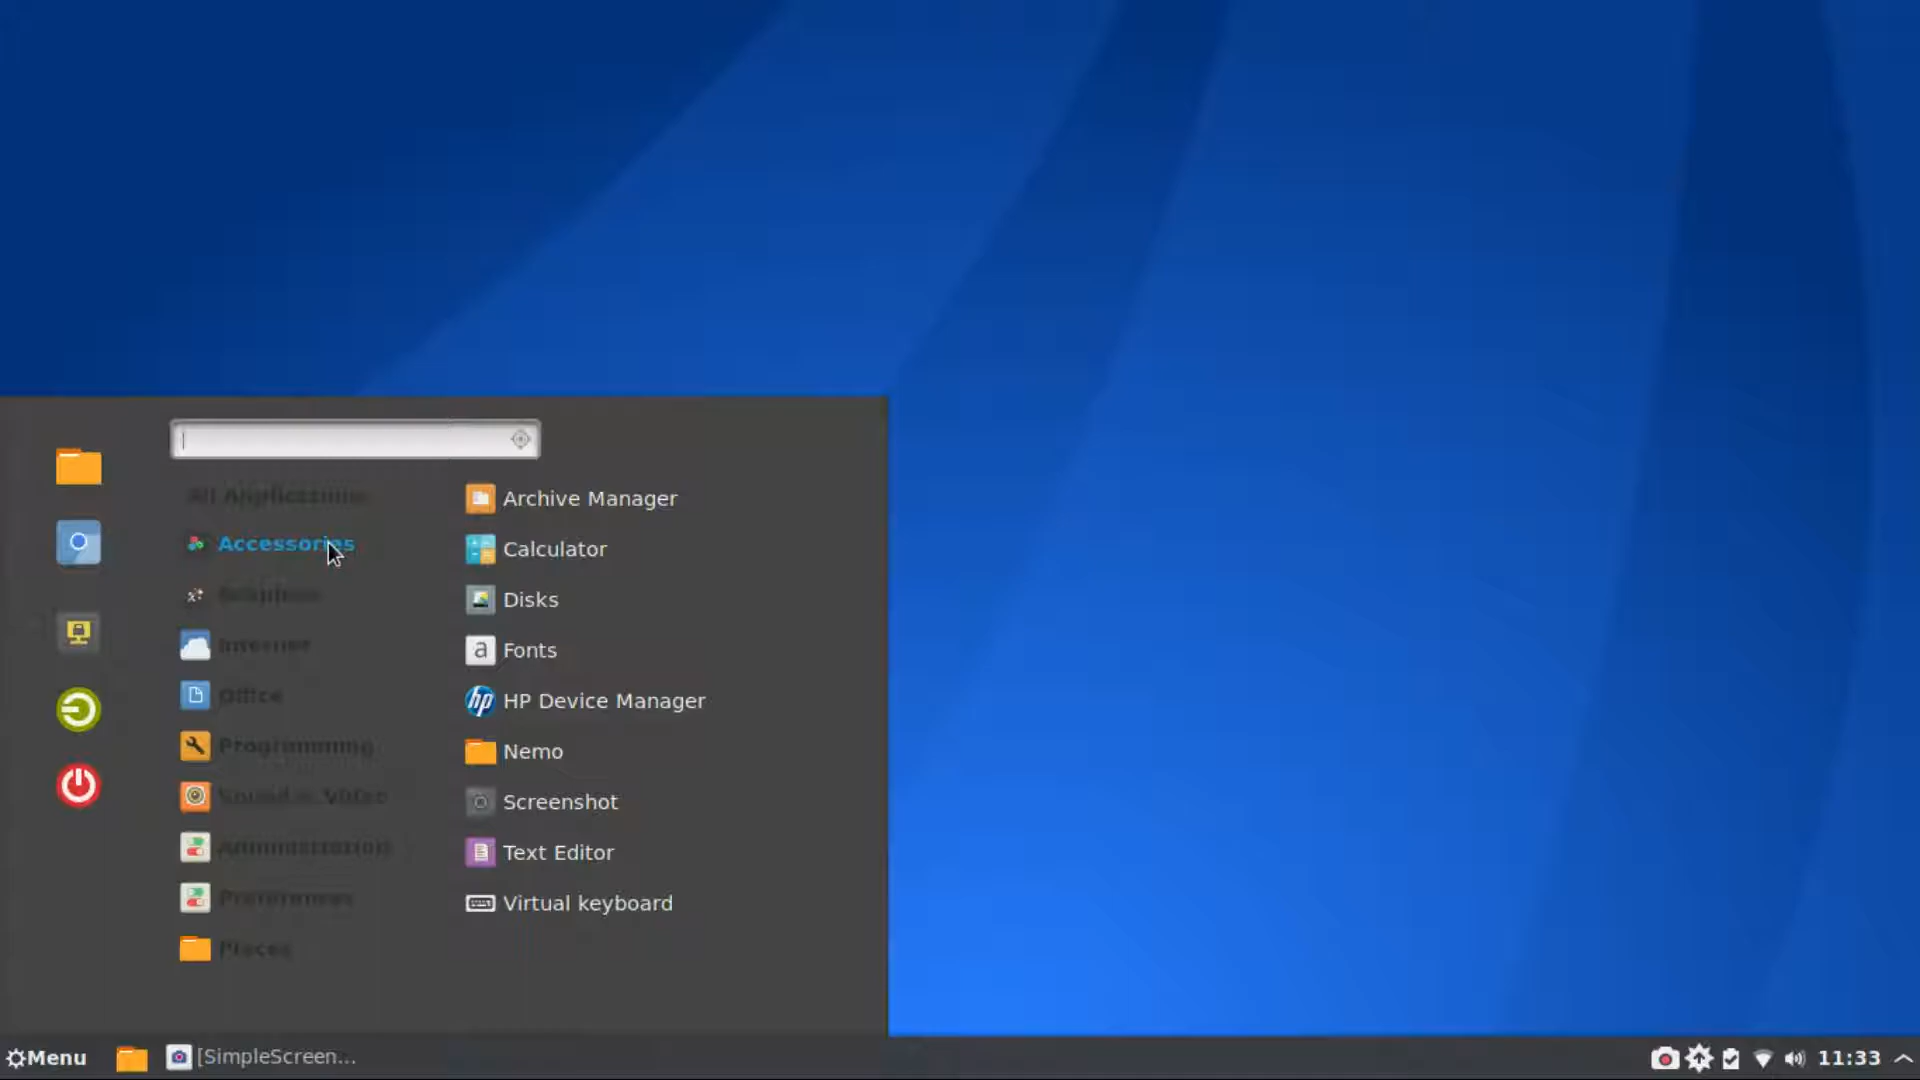 All Applications
Accessories
Graphics
Internet
Office
Programming
Sound & Video
Administration
Preferences
Places
Archive Manager
Calculator
Disks
a Fonts
hp HP Device Manager
Nemo
Screenshot
Text Editor
Virtual keyboard
Menu
[SimpleScreen...
11:33